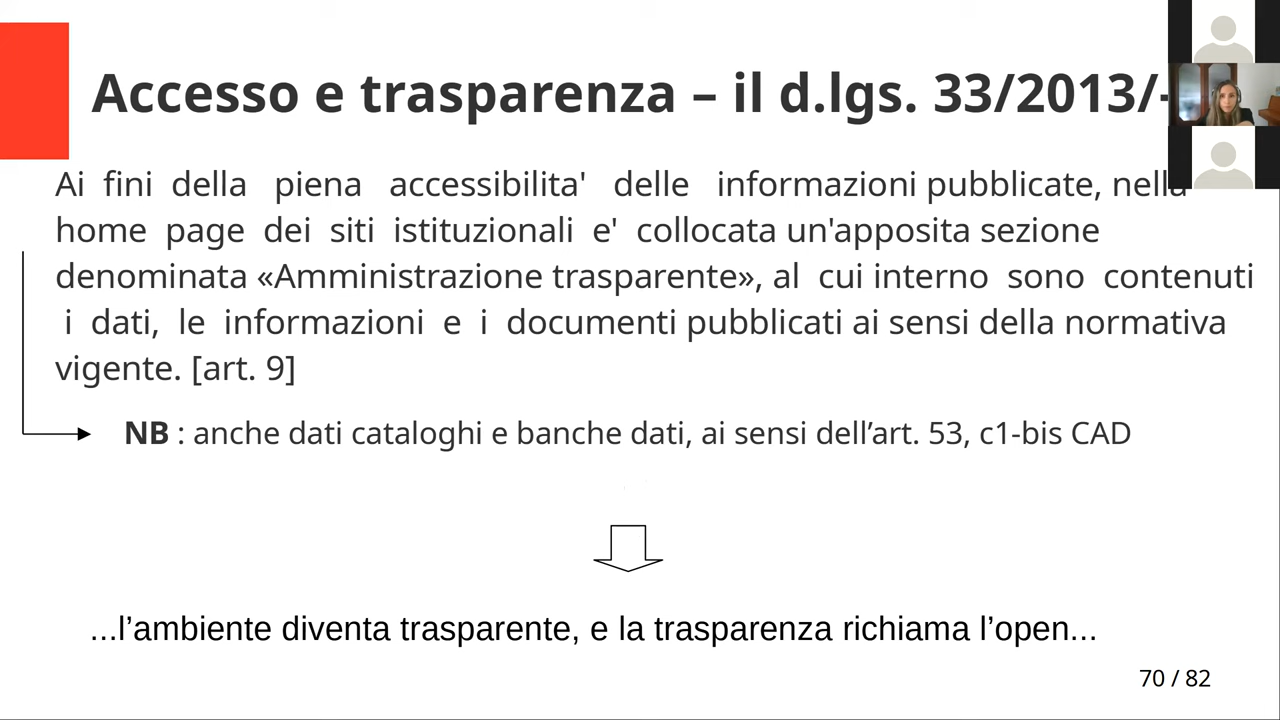 Accesso e trasparenza – il d.lgs. 33/2013/-
Ai fini della piena accessibilita' delle informazioni pubblicate, nella
home page dei siti istituzionali e' collocata un'apposita sezione
denominata «Amministrazione trasparente», al cui interno sono contenuti
i dati, le informazioni e i documenti pubblicati ai sensi della normativa
vigente. [art. 9]
NB : anche dati cataloghi e banche dati, ai sensi dell’art. 53, c1-bis CAD
...l’ambiente diventa trasparente, e la trasparenza richiama l’open...
70 / 82